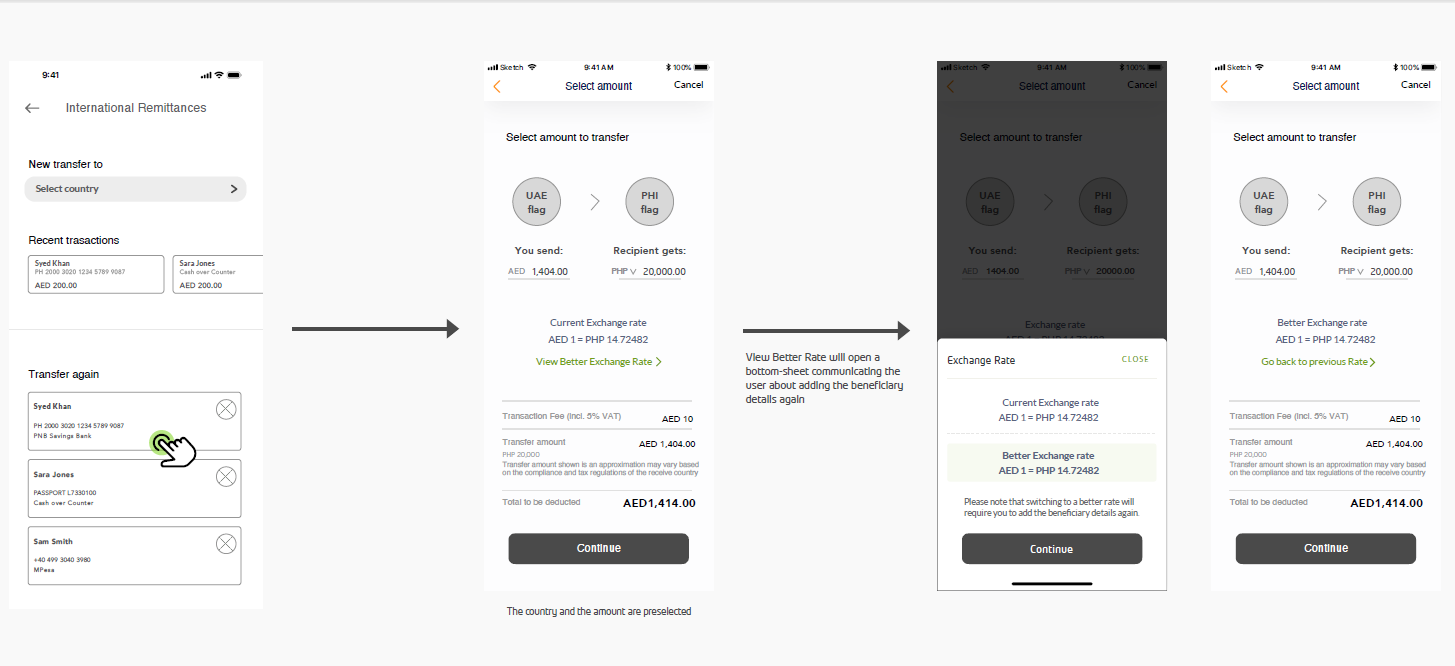 9:41
International Remittances
New transfer to
Select country
Recent trasactions
Syed Khan
PH 2000 3020 1234 5789 9087
AED 200.00
Sara Jones
Cash over Counter
AED 200.00
Transfer again
Syed Khan
PH 2000 3020 1234 5789 9087
PNB Savings Bank
Sara Jones
PASSPORT L7330100
Cash over Counter
Sam Smith
+40 499 3040 3980
MPesa
Sketch
9:41 AM
100%
Select amount
Cancel
Select amount to transfer
UAE
flag
PHI
flag
You send:
Recipient gets:
AED 1,404.00
PHP 20,000.00
Current Exchange rate
AED 1 = PHP 14.72482
View Better Exchange Rate
Transaction Fee (incl. 5% VAT)
AED 10
Transfer amount
AED 1,404.00
PHP 20,000
Transfer amount shown is an approximation may vary based
on the compliance and tax regulations of the receive country
Total to be deducted
AED1,414.00
Continue
The country and the amount are preselected
View Better Rate will open a
bottom-sheet communicating the
user about adding the beneficiary
details again
Sketch
9:41 AM
100%
Select amount
Cancel
Select amount to transfer
UAE
flag
PHI
flag
You send:
Recipient gets:
AED 1404.00
PHP 20000.00
Exchange rate
AED 1 = PHP 14.72482
Exchange Rate
CLOSE
Current Exchange rate
AED 1 = PHP 14.72482
Better Exchange rate
AED 1 = PHP 14.72482
Please note that switching to a better rate will
require you to add the beneficiary details again.
Continue
Sketch
9:41 AM
100%
Select amount
Cancel
Select amount to transfer
UAE
flag
PHI
flag
You send:
Recipient gets:
AED 1,404.00
PHP 20,000.00
Better Exchange rate
AED 1 = PHP 14.72482
Go back to previous Rate
Transaction Fee (incl. 5% VAT)
AED 10
Transfer amount
AED 1,404.00
PHP 20,000
Transfer amount shown is an approximation may vary based
on the compliance and tax regulations of the receive country
Total to be deducted
AED1,414.00
Continue